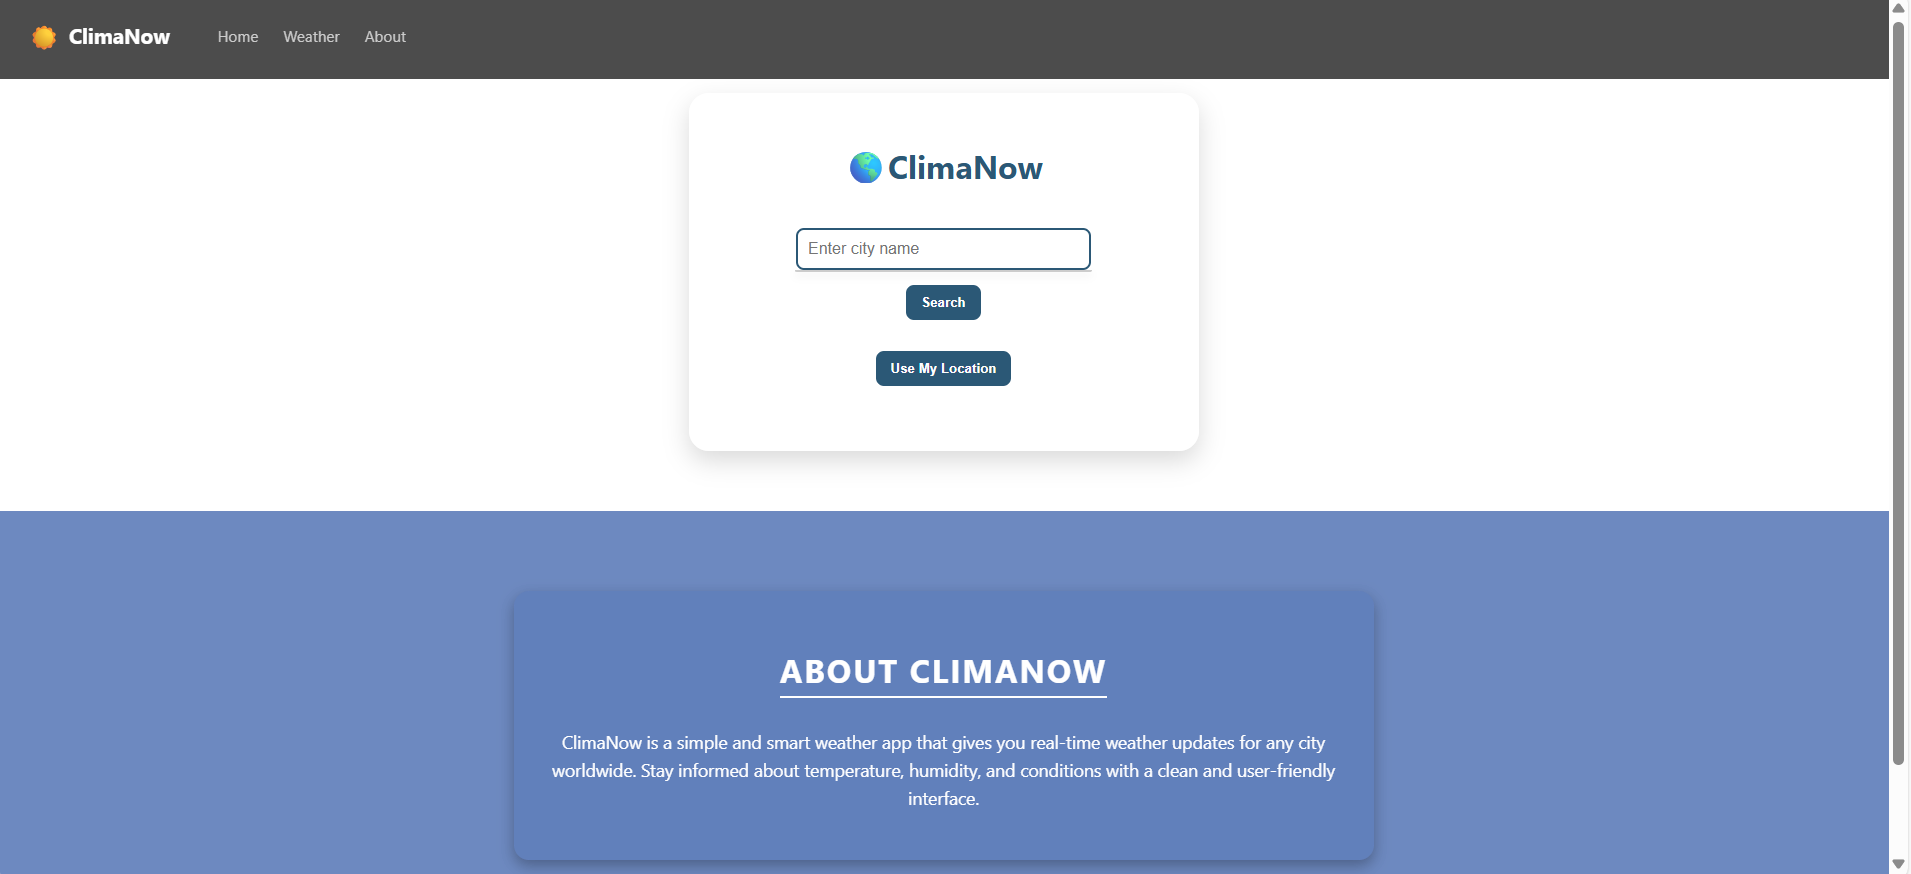 ClimaNow Home Weather About
ClimaNow
Enter city name
Search
Use My Location
ABOUT CLIMANOW
ClimaNow is a simple and smart weather app that gives you real-time weather updates for any city
worldwide. Stay informed about temperature, humidity, and conditions with a clean and user-friendly
interface.